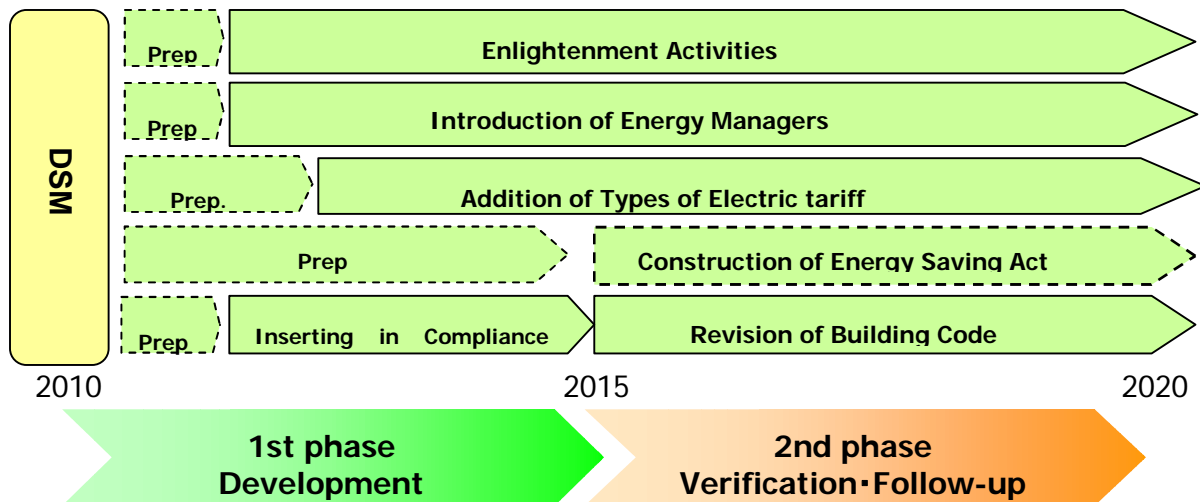 DSM
Prep
Enlightenment Activities
Prep
Introduction of Energy Managers
Prep.
Addition of Types of Electric tariff
Prep
Construction of Energy Saving Act
Prep
Inserting in Compliance
Revision of Building Code
2010
2015
2020
1st phase
Development
2nd phase
Verification・Follow-up